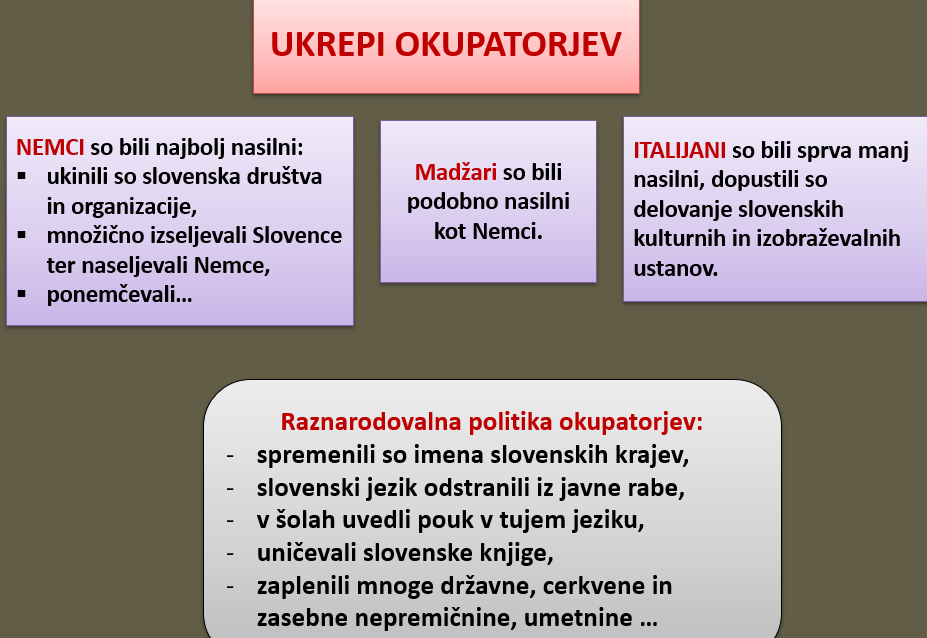 UKREPI OKUPATORJEV
NEMCI so bili najbolj nasilni:
▪ ukinili so slovenska društva
in organizacije,
▪ množično izseljevali Slovence
ter naseljevali Nemce,
▪ ponemčevali…
Madžari so bili
podobno nasilni
kot Nemci.
ITALIJANI so bili sprva manj
nasilni, dopustili so
delovanje slovenskih
kulturnih in izobraževalnih
ustanov.
Raznarodovalna politika okupatorjev:
- spremenili so imena slovenskih krajev,
- slovenski jezik odstranili iz javne rabe,
- v šolah uvedli pouk v tujem jeziku,
- uničevali slovenske knjige,
- zaplenili mnoge državne, cerkvene in
zasebne nepremičnine, umetnine …